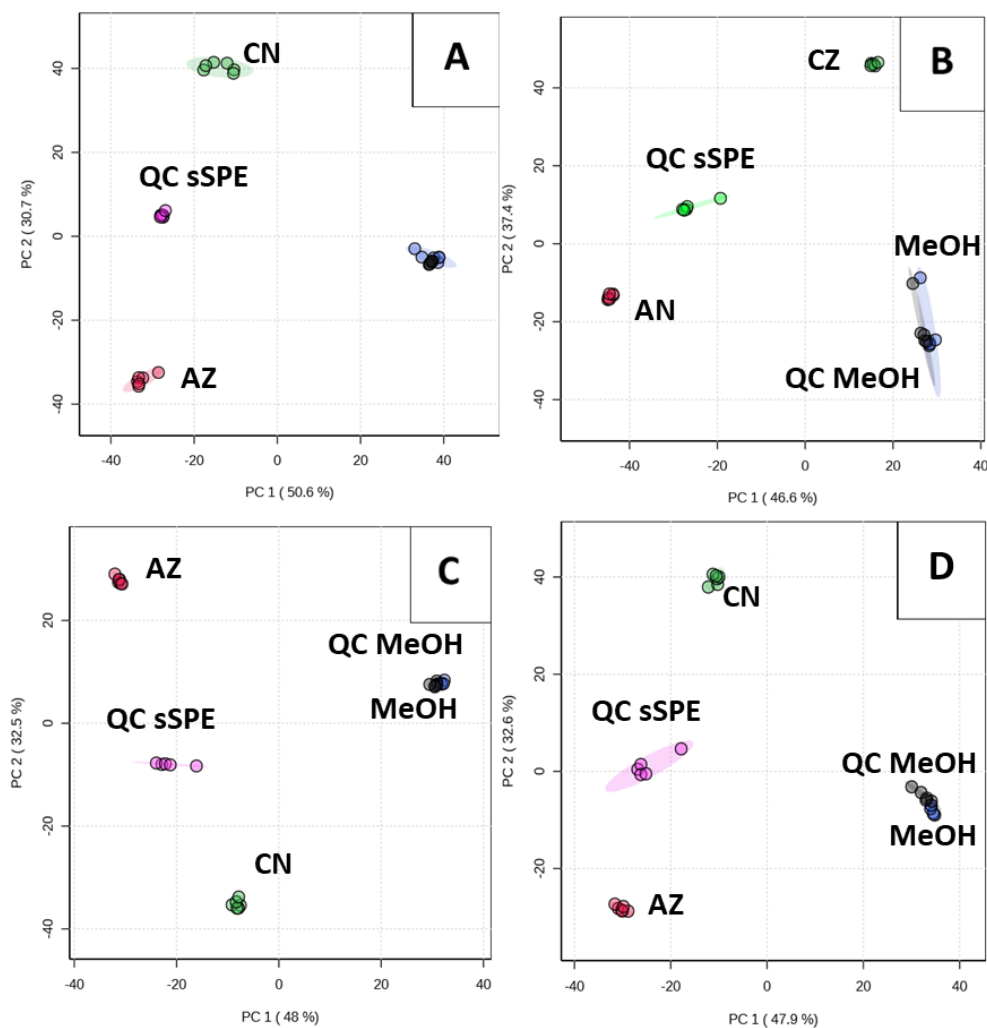 A
CN
QC sSPE
AZ
40
20
0
-20
-40
PC 2 ( 30.7 %)
-40
-20
0
20
40
PC 1 ( 50.6 %)
B
CZ
QC sSPE
MeOH
AN
QC MeOH
40
20
0
-20
-40
PC 2 ( 37.4 %)
-40
-20
0
20
40
PC 1 ( 46.6 %)
C
AZ
QC MeOH
MeOH
QC sSPE
CN
20
0
-20
-40
PC 2 ( 32.5 %)
-40
-20
0
20
40
PC 1 ( 48 %)
D
CN
QC sSPE
QC MeOH
MeOH
AZ
40
20
0
-20
PC 2 ( 32.6 %)
-40
-20
0
20
40
PC 1 ( 47.9 %)